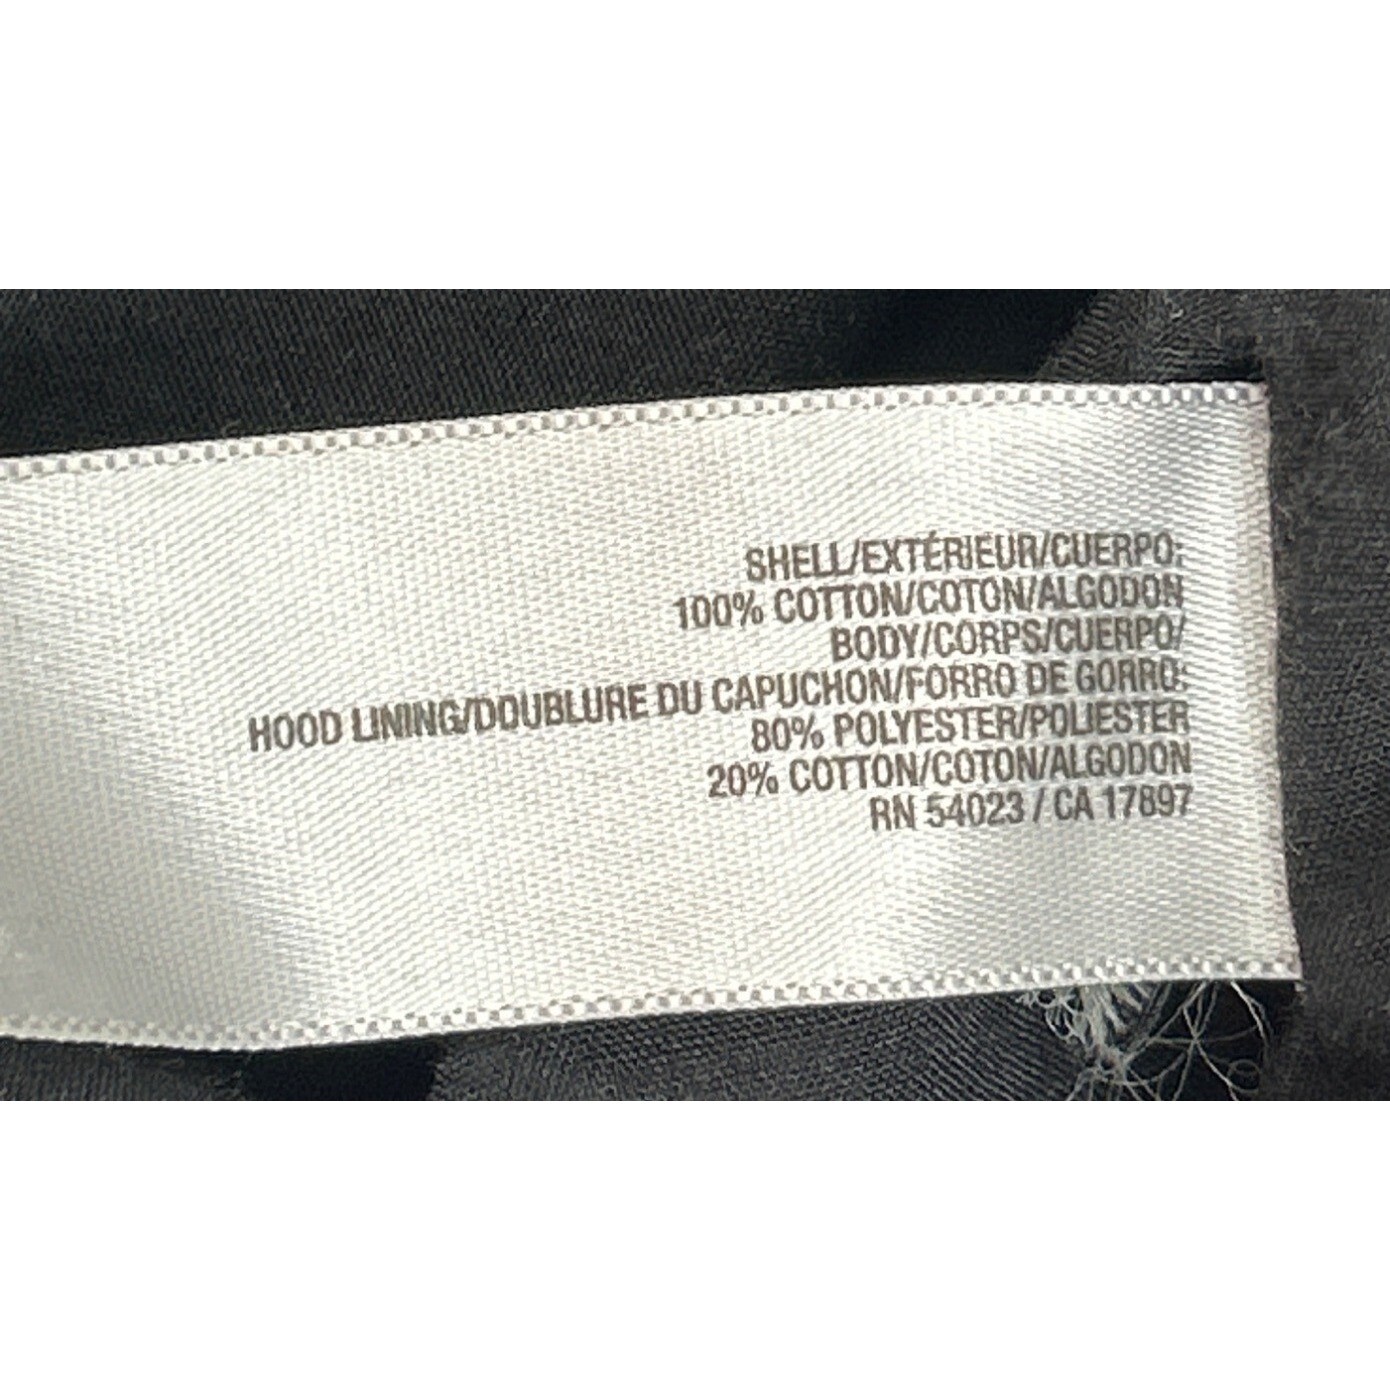 SHELL/EXTÉRIEUR/CUERPO:
100% COTTON/COTON/ALGODON
BODY/CORPS/CUERPO/
HOOD LINING/DOUBLURE DU CAPUCHON/FORRO DE GORRO:
80% POLYESTER/POLIESTER
20% COTTON/COTON/ALGODON
RN 54023 / CA 17897